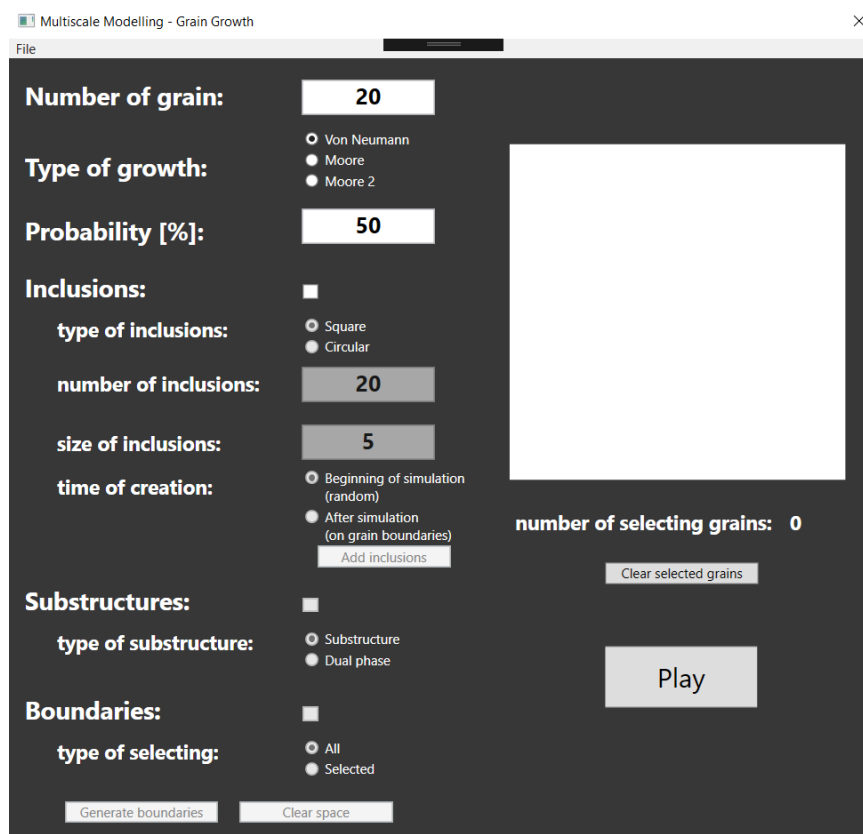 Multiscale Modelling - Grain Growth
File
Number of grain:
20
Type of growth:
Von Neumann
Moore
Moore 2
Probability [%]:
50
Inclusions:
type of inclusions:
Square
Circular
number of inclusions:
20
size of inclusions:
5
time of creation:
Beginning of simulation
(random)
After simulation
(on grain boundaries)
Add inclusions
number of selecting grains: 0
Clear selected grains
Substructures:
type of substructure:
Substructure
Dual phase
Play
Boundaries:
type of selecting:
All
Selected
Generate boundaries
Clear space